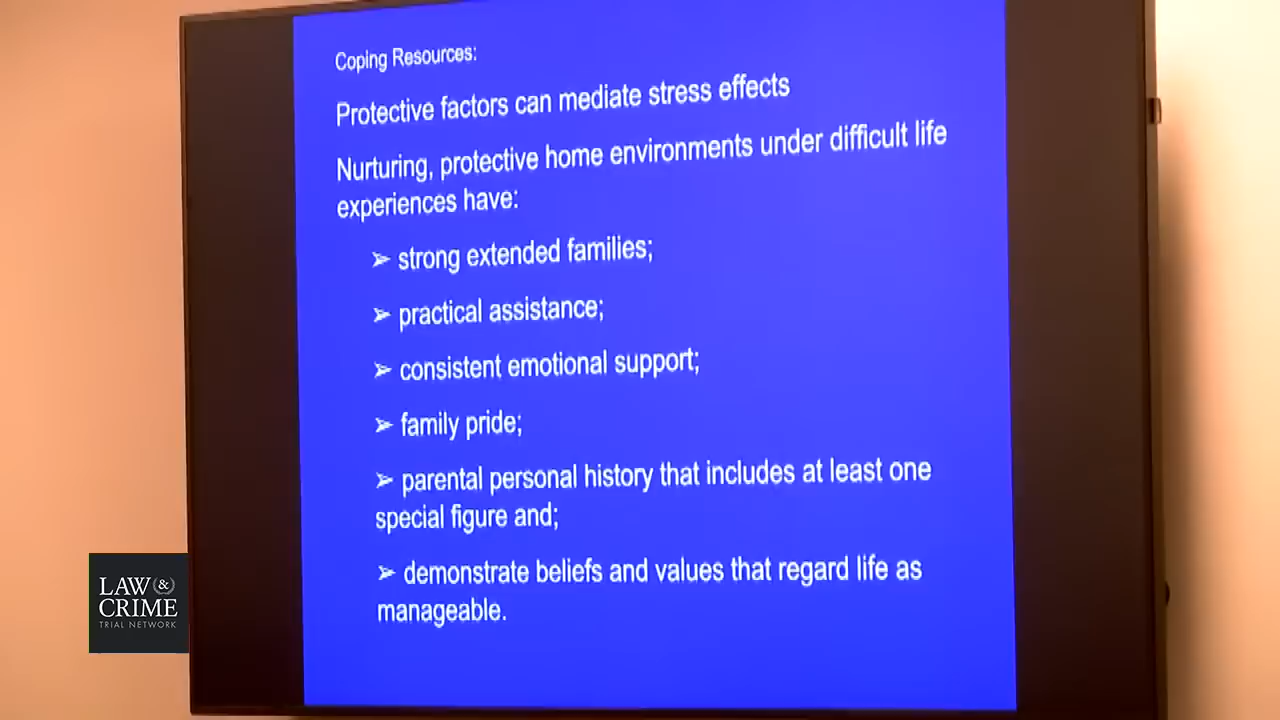 Coping Resources:
Protective factors can mediate stress effects
Nurturing, protective home environments under difficult life
experiences have:
➢ strong extended families;
➢ practical assistance;
➢ consistent emotional support;
➢ family pride;
➢ parental personal history that includes at least one
special figure and;
➢ demonstrate beliefs and values that regard life as
manageable.
LAW &
CRIME
TRIAL NETWORK